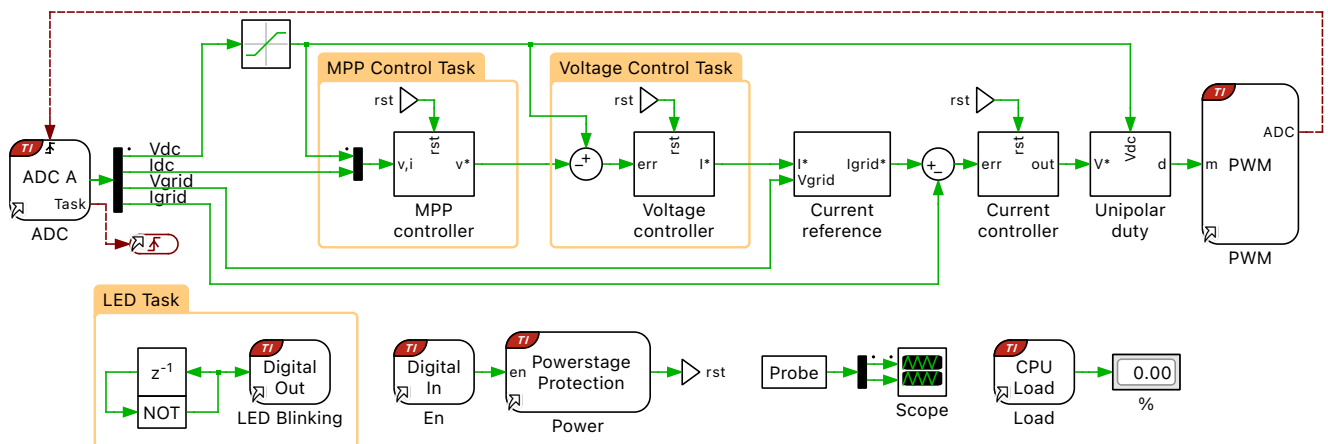 MPP Control Task
Voltage Control Task
rst
rst
rst
TI
TI
ADC A
Task
ADC
Vdc
Idc
Vgrid
Igrid
rst
v,i
v*
MPP
controller
rst
err
I*
Voltage
controller
I*
Vgrid
Igrid*
Current
reference
rst
err
out
Current
controller
Vdc
V*
d
Unipolar
duty
ADC
m
PWM
PWM
LED Task
z-1
NOT
TI
Digital
Out
LED Blinking
TI
Digital
In
En
TI
en
Powerstage
Protection
Power
rst
Probe
Scope
TI
CPU
Load
Load
0.00
%